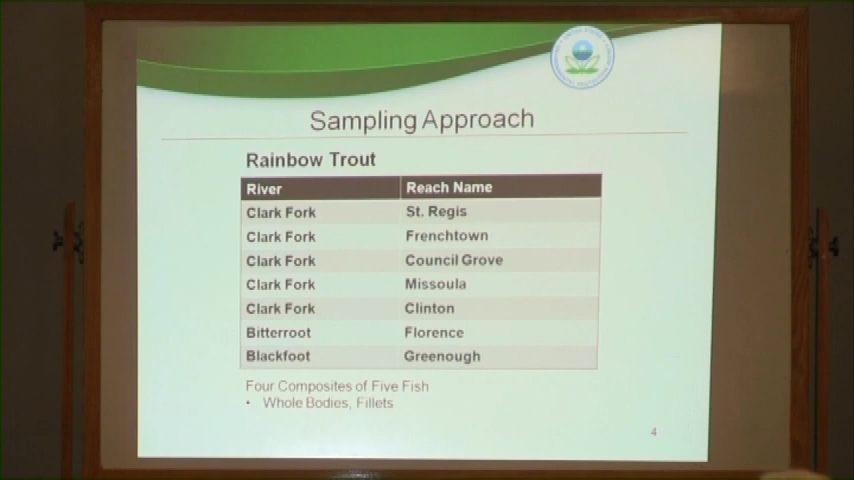 Sampling Approach
Rainbow Trout
River Reach Name
Clark Fork St. Regis
Clark Fork Frenchtown
Clark Fork Council Grove
Clark Fork Missoula
Clark Fork Clinton
Bitterroot Florence
Blackfoot Greenough
Four Composites of Five Fish
• Whole Bodies, Fillets
4